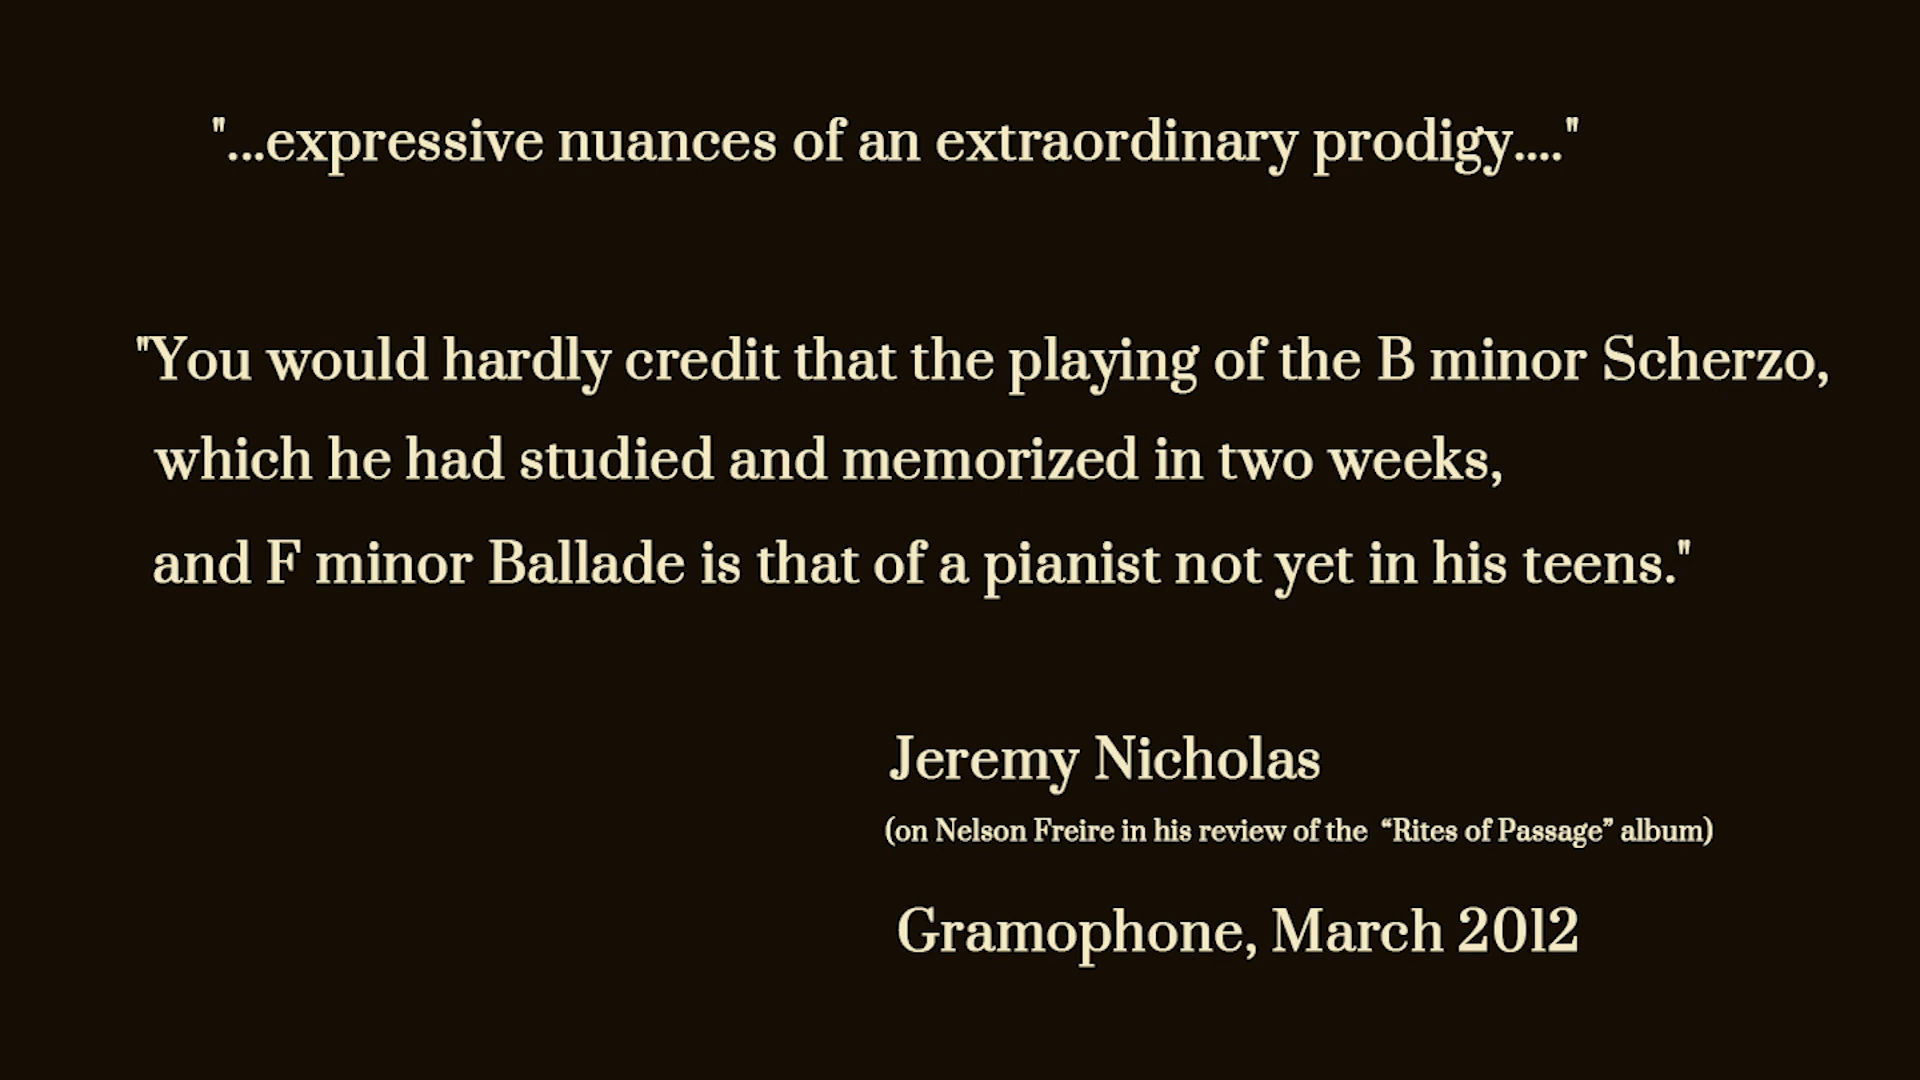 "...expressive nuances of an extraordinary prodigy...."
"You would hardly credit that the playing of the B minor Scherzo,
which he had studied and memorized in two weeks,
and F minor Ballade is that of a pianist not yet in his teens."
Jeremy Nicholas
(on Nelson Freire in his review of the “Rites of Passage” album)
Gramophone, March 2012